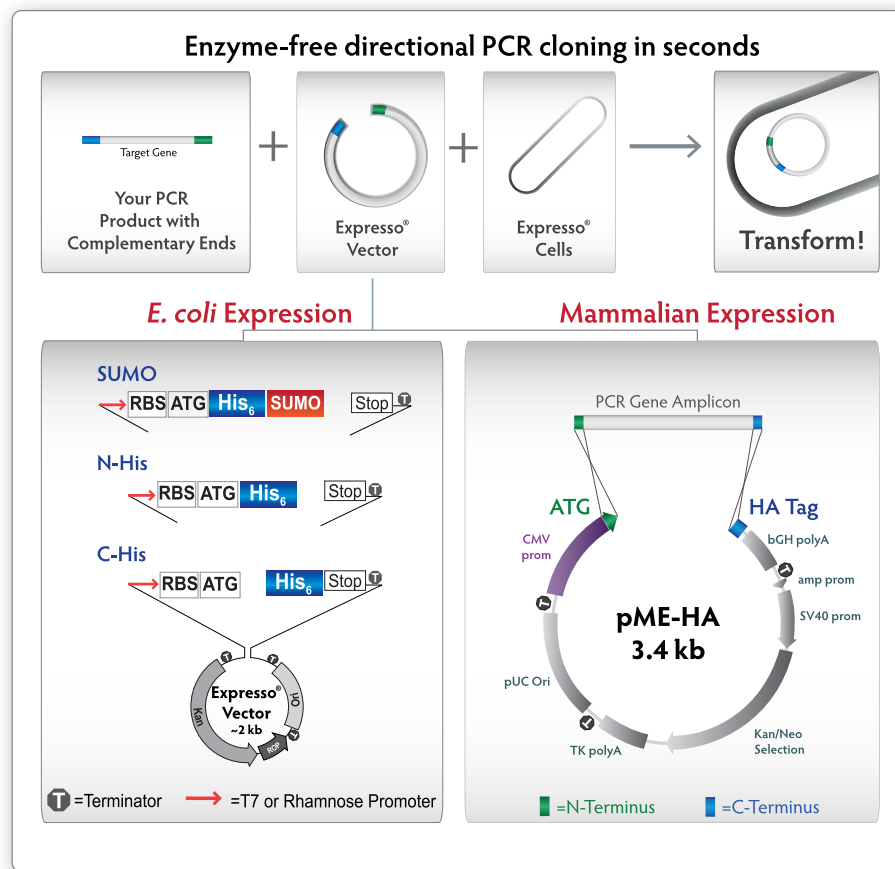 Enzyme-free directional PCR cloning in seconds
Target Gene
Your PCR
Product with
Complementary Ends
+
Expresso®
Vector
+
Expresso®
Cells
Transform!
E. coli Expression
SUMO
RBS ATG His6 SUMO Stop T
N-His
RBS ATG His6 Stop T
C-His
RBS ATG His6 Stop T
T T
Expresso®
Vector
~2 kb
Kan
Ori
ROP
T
T =Terminator =T7 or Rhamnose Promoter
Mammalian Expression
PCR Gene Amplicon
ATG HA Tag
CMV
prom
bGH polyA
T
amp prom
SV40 prom
T
pME-HA
3.4 kb
pUC Ori
T
TK polyA
Kan/Neo
Selection
=N-Terminus =C-Terminus